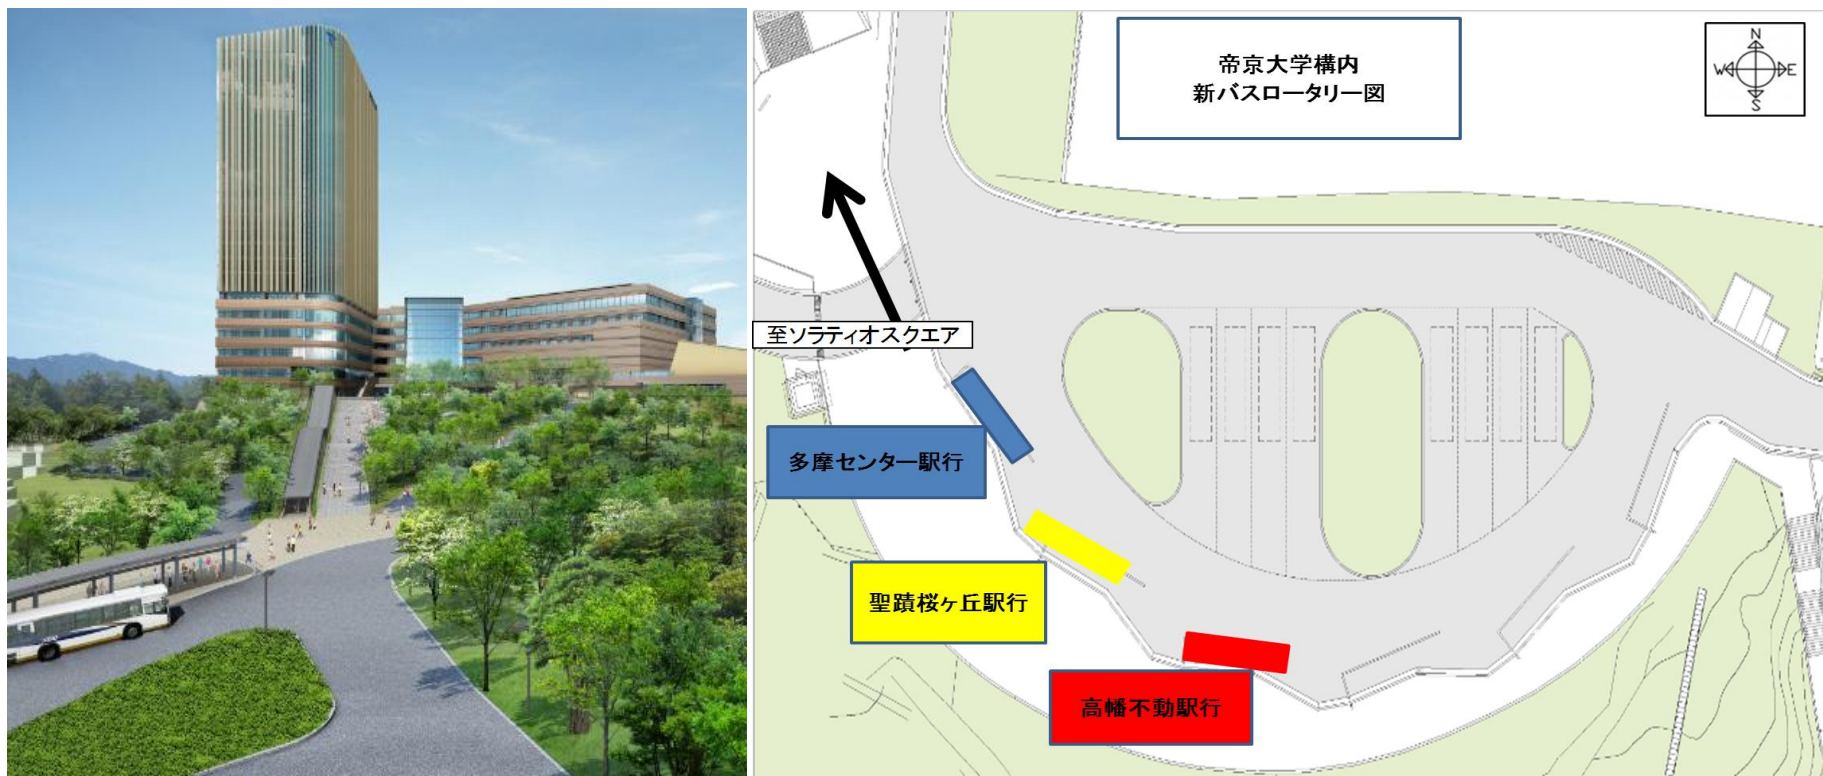 帝京大学構内
新バスロータリー図
N
W E
S
至ソラティオスクエア
多摩センター駅行
聖蹟桜ヶ丘駅行
高幡不動駅行